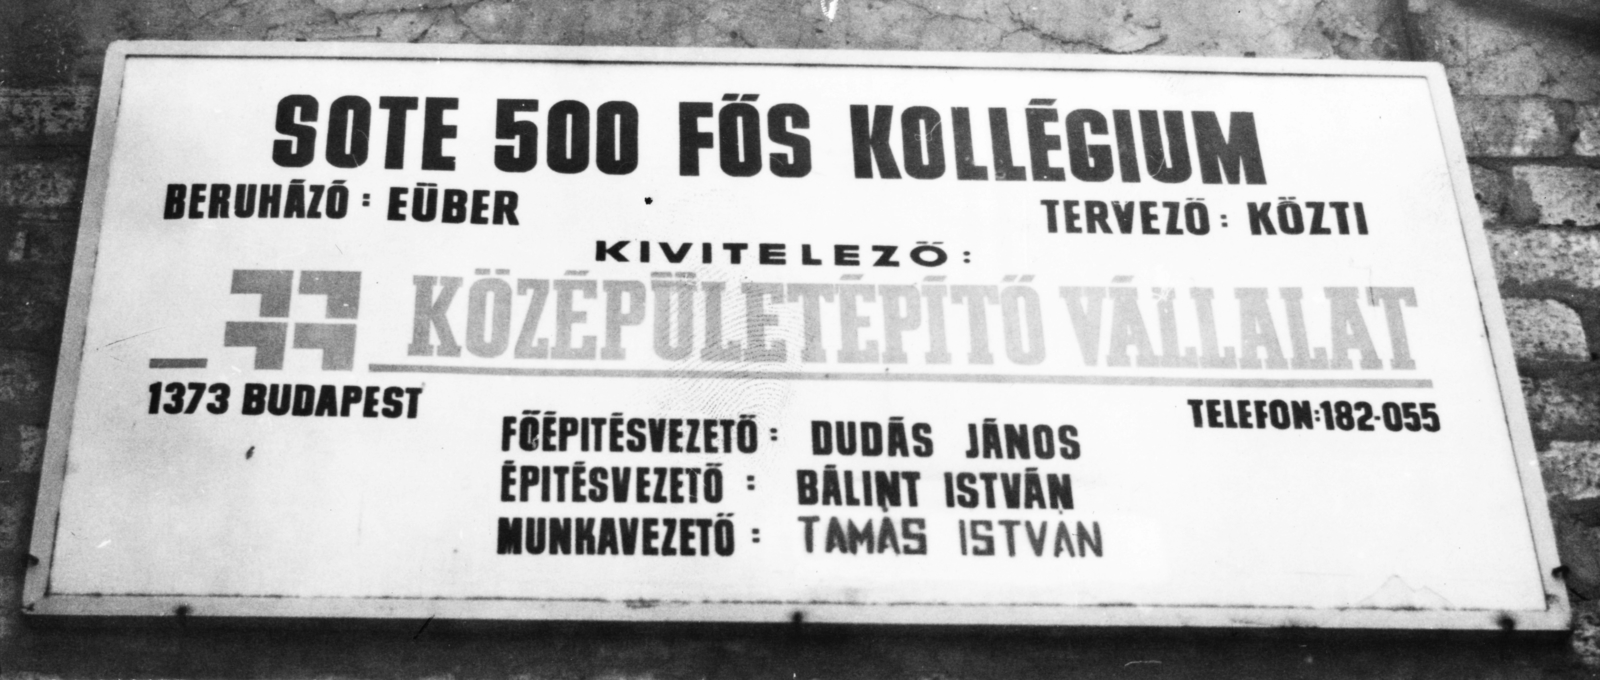 SOTE 500 FŐS KOLLÉGIUM
BERUHÁZÓ: EÜBER TERVEZŐ: KÖZTI
KIVITELEZŐ:
KÖZÉPÜLETÉPÍTŐ VÁLLALAT
1373 BUDAPEST TELEFON:182-055
FŐÉPITÉSVEZETŐ: DUDÁS JÁNOS
ÉPITÉSVEZETŐ: BÁLINT ISTVÁN
MUNKAVEZETŐ: TAMÁS ISTVÁN